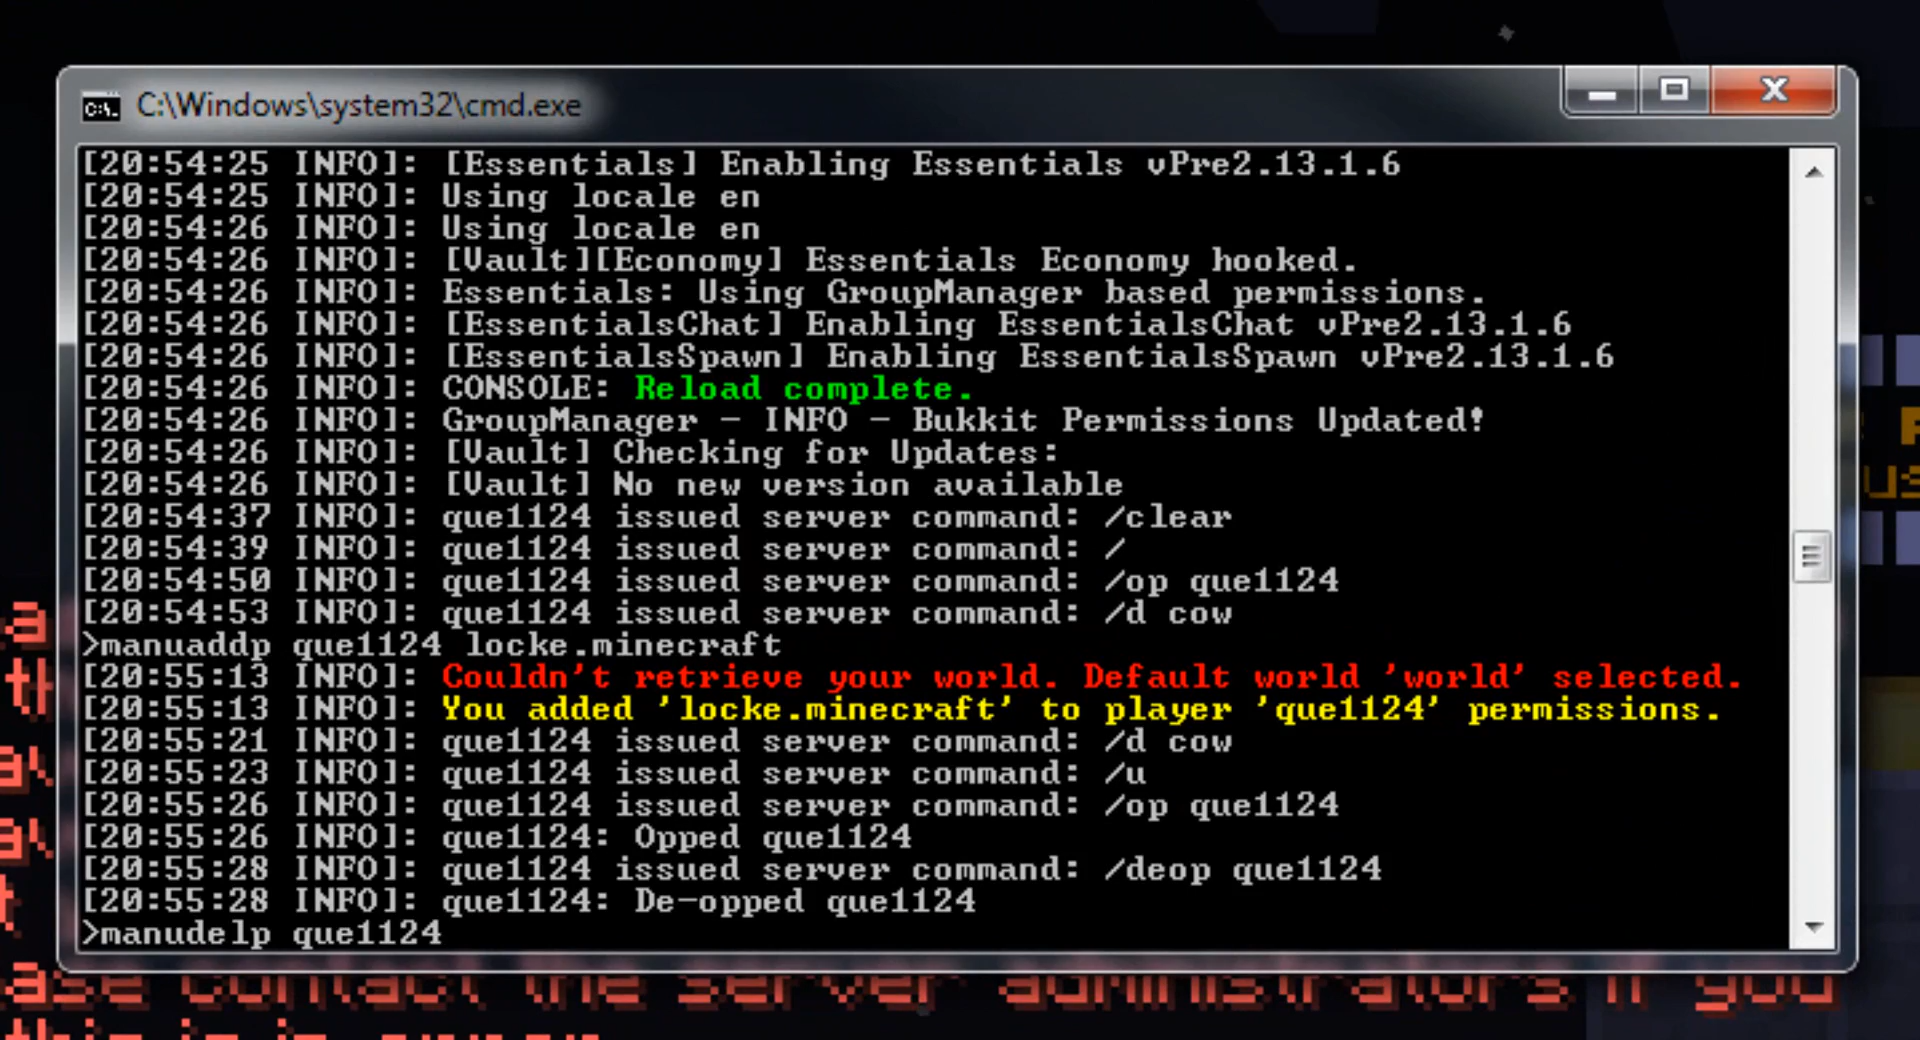 C:\Windows\system32\cmd.exe
[20:54:25 INFO]: [Essentials] Enabling Essentials vPre2.13.1.6
[20:54:25 INFO]: Using locale en
[20:54:26 INFO]: Using locale en
[20:54:26 INFO]: [Vault][Economy] Essentials Economy hooked.
[20:54:26 INFO]: Essentials: Using GroupManager based permissions.
[20:54:26 INFO]: [EssentialsChat] Enabling EssentialsChat vPre2.13.1.6
[20:54:26 INFO]: [EssentialsSpawn] Enabling EssentialsSpawn vPre2.13.1.6
[20:54:26 INFO]: CONSOLE: Reload complete.
[20:54:26 INFO]: GroupManager - INFO - Bukkit Permissions Updated!
[20:54:26 INFO]: [Vault] Checking for Updates:
[20:54:26 INFO]: [Vault] No new version available
[20:54:37 INFO]: que1124 issued server command: /clear
[20:54:39 INFO]: que1124 issued server command: /
[20:54:50 INFO]: que1124 issued server command: /op que1124
[20:54:53 INFO]: que1124 issued server command: /d cow
>manuaddp que1124 locke.minecraft
[20:55:13 INFO]: Couldn't retrieve your world. Default world 'world' selected.
[20:55:13 INFO]: You added 'locke.minecraft' to player 'que1124' permissions.
[20:55:21 INFO]: que1124 issued server command: /d cow
[20:55:23 INFO]: que1124 issued server command: /u
[20:55:26 INFO]: que1124 issued server command: /op que1124
[20:55:26 INFO]: que1124: Opped que1124
[20:55:28 INFO]: que1124 issued server command: /deop que1124
[20:55:28 INFO]: que1124: De-opped que1124
>manudelp que1124
contact the server administrators if you